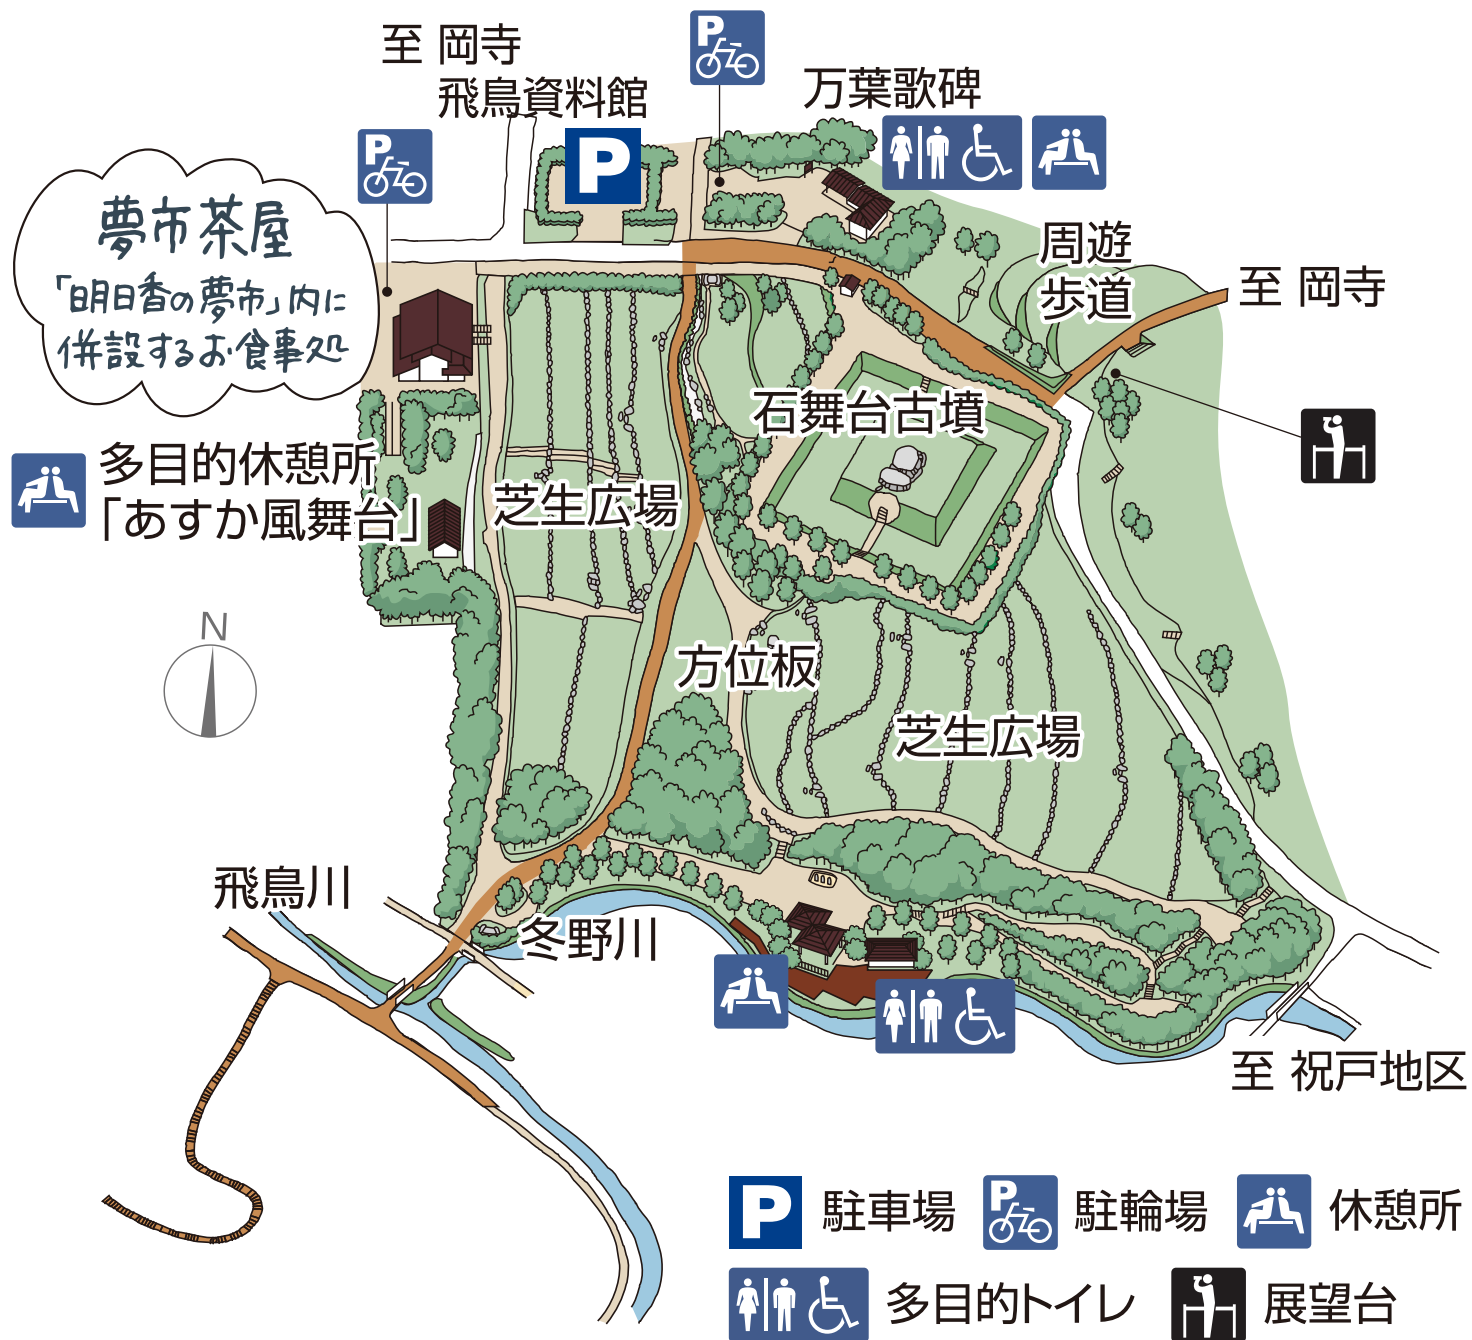 至 岡寺
飛鳥資料館
P
P
P
万葉歌碑
夢市茶屋
「明日香の夢市」内に
併設するお食事処
周遊
歩道
至 岡寺
石舞台古墳
多目的休憩所
「あすか風舞台」
芝生広場
N
方位板
芝生広場
飛鳥川
冬野川
至 祝戸地区
P 駐車場
P 駐輪場
休憩所
多目的トイレ
展望台